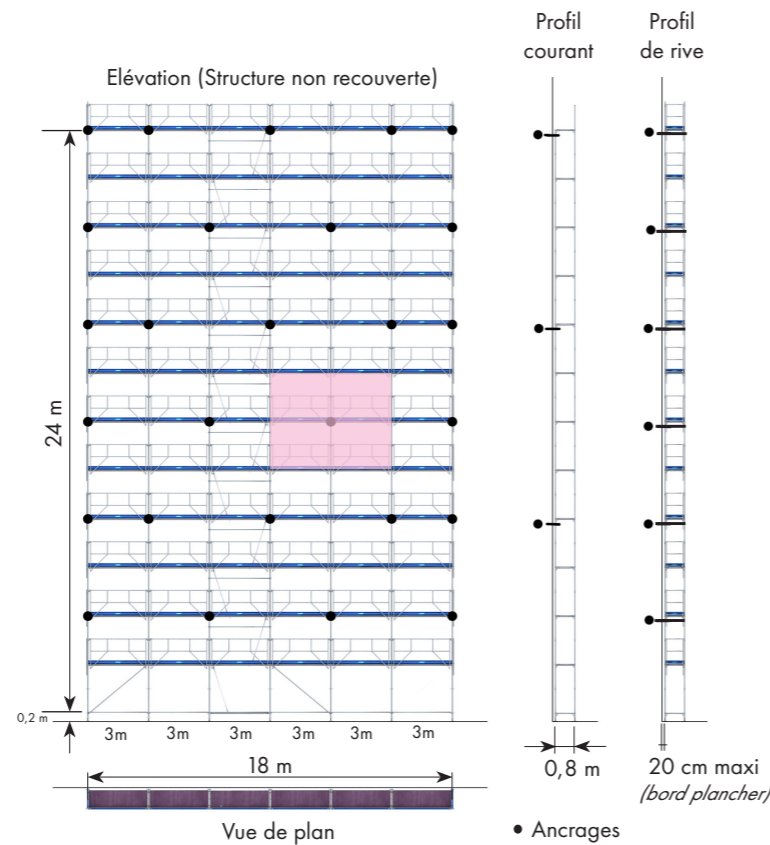 Profil
courant
Profil
de rive
Elévation (Structure non recouverte)
24 m
0,2 m
3m 3m 3m 3m 3m 3m
18 m
0,8 m
20 cm maxi
(bord plancher)
Vue de plan
• Ancrages